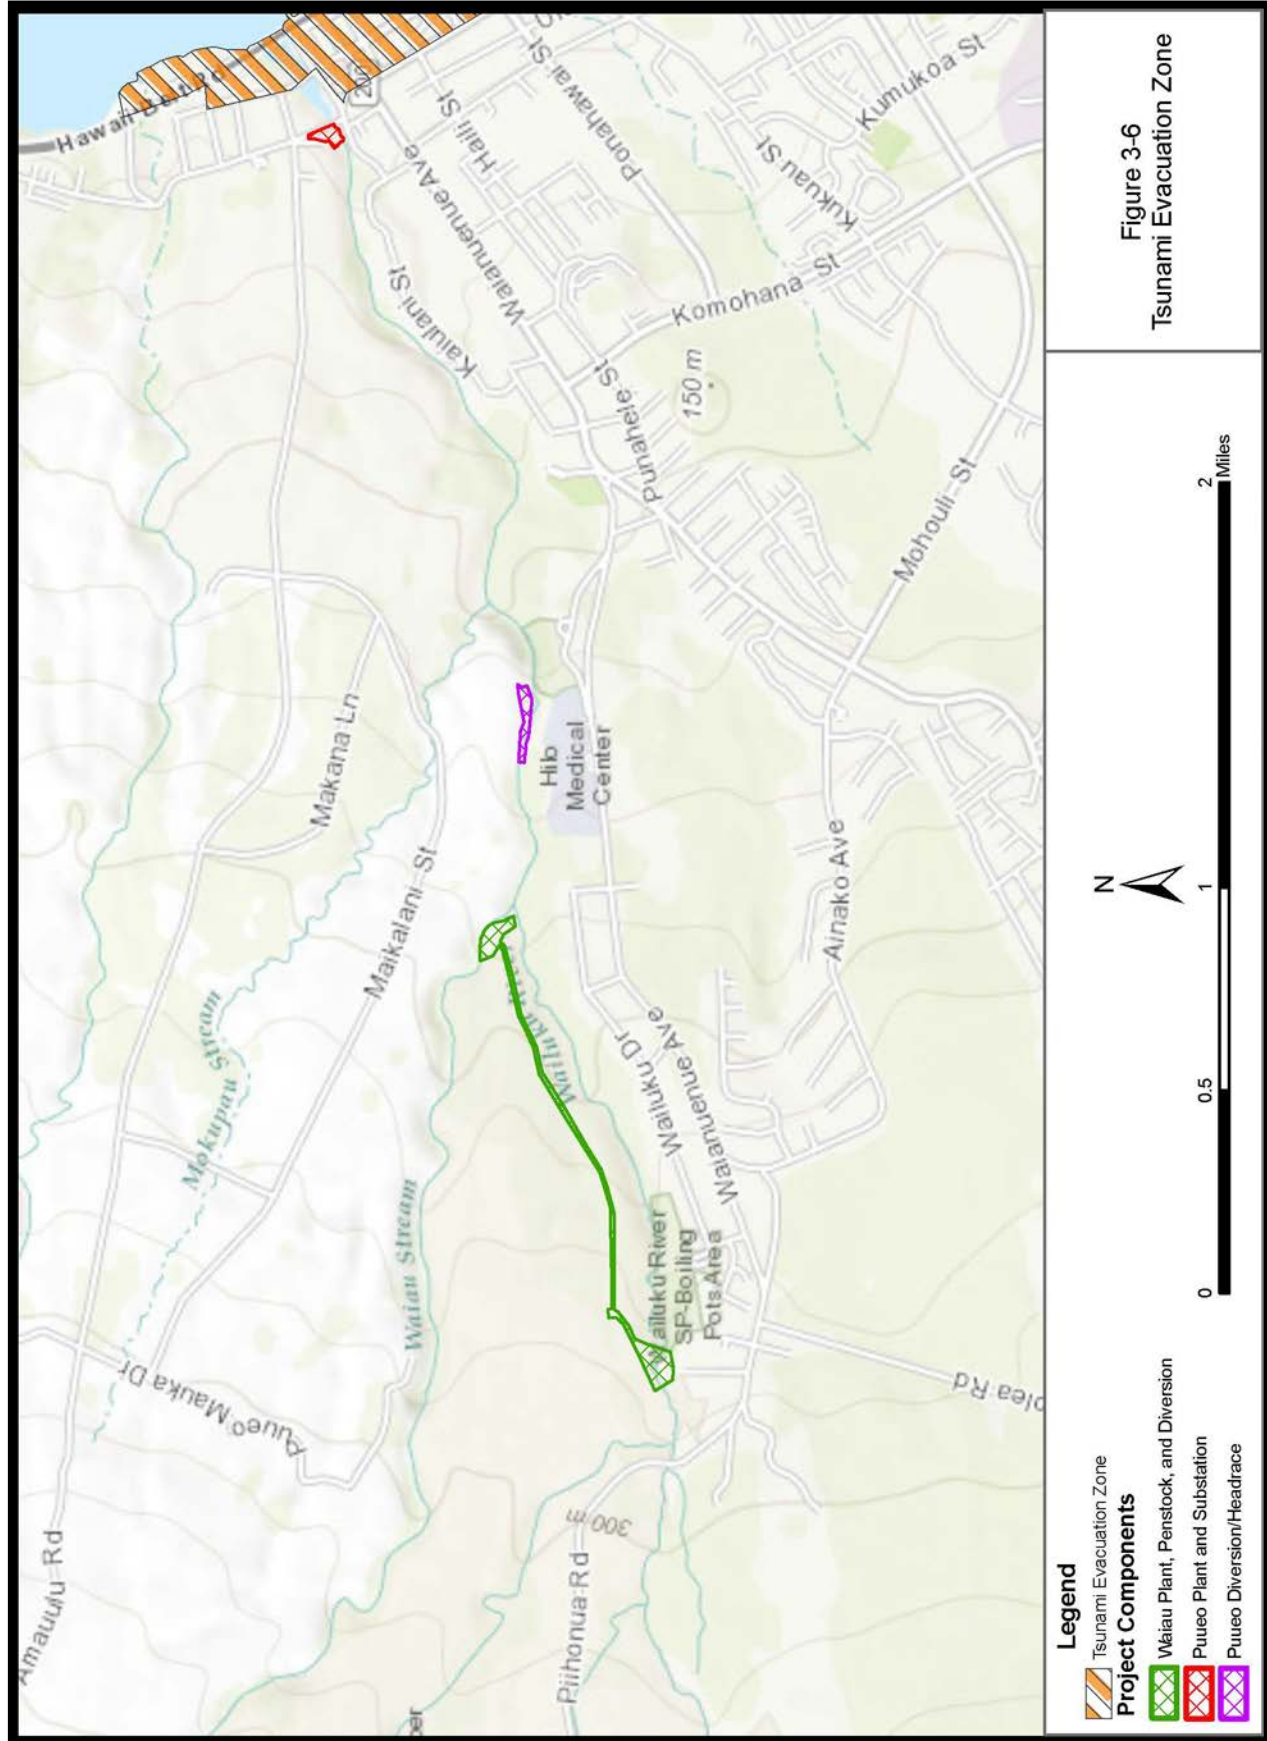 Amauulu Rd
Puueo Mauka Dr
Mokupau Stream
Makana Ln
Maikalani St
Waiau Stream
Hawaii Belt Rd
Kaiulani St
Waianuenue Ave
Haili St
Ponahawai St
Kukuau St
Kumukoa St
Komohana St
Punahele St
150 m
Mohouli St
Hilo
Medical
Center
Wailuku
Wailuku Dr
Waianuenue Ave
Ainako Ave
Wailuku River
SP-Boiling
Pots Area
300 m
Piihonua Rd
Legend
Tsunami Evacuation Zone
Project Components
Waiau Plant, Penstock, and Diversion
Puueo Plant and Substation
Puueo Diversion/Headrace
0
0.5
1
2
Miles
N
Figure 3-6
Tsunami Evacuation Zone